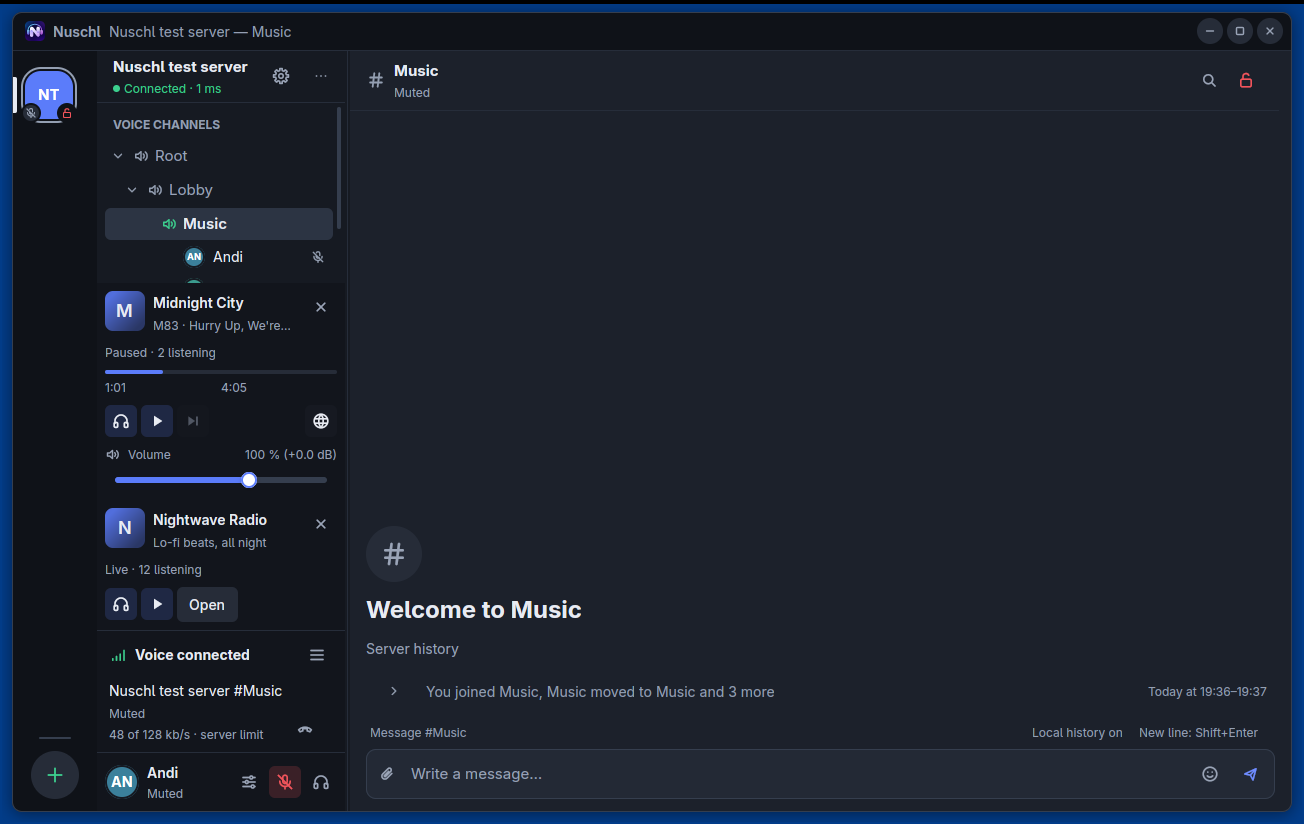 N Nuschl Nuschl test server — Music
NT
Nuschl test server
Connected · 1 ms
VOICE CHANNELS
Root
Lobby
Music
AN Andi
M
Midnight City
M83 · Hurry Up, We're...
Paused · 2 listening
1:01 4:05
Volume 100 % (+0.0 dB)
N
Nightwave Radio
Lo-fi beats, all night
Live · 12 listening
Open
Voice connected
Nuschl test server #Music
Muted
48 of 128 kb/s · server limit
AN
Andi
Muted
# Music
Muted
#
Welcome to Music
Server history
You joined Music, Music moved to Music and 3 more Today at 19:36–19:37
Message #Music Local history on New line: Shift+Enter
Write a message...